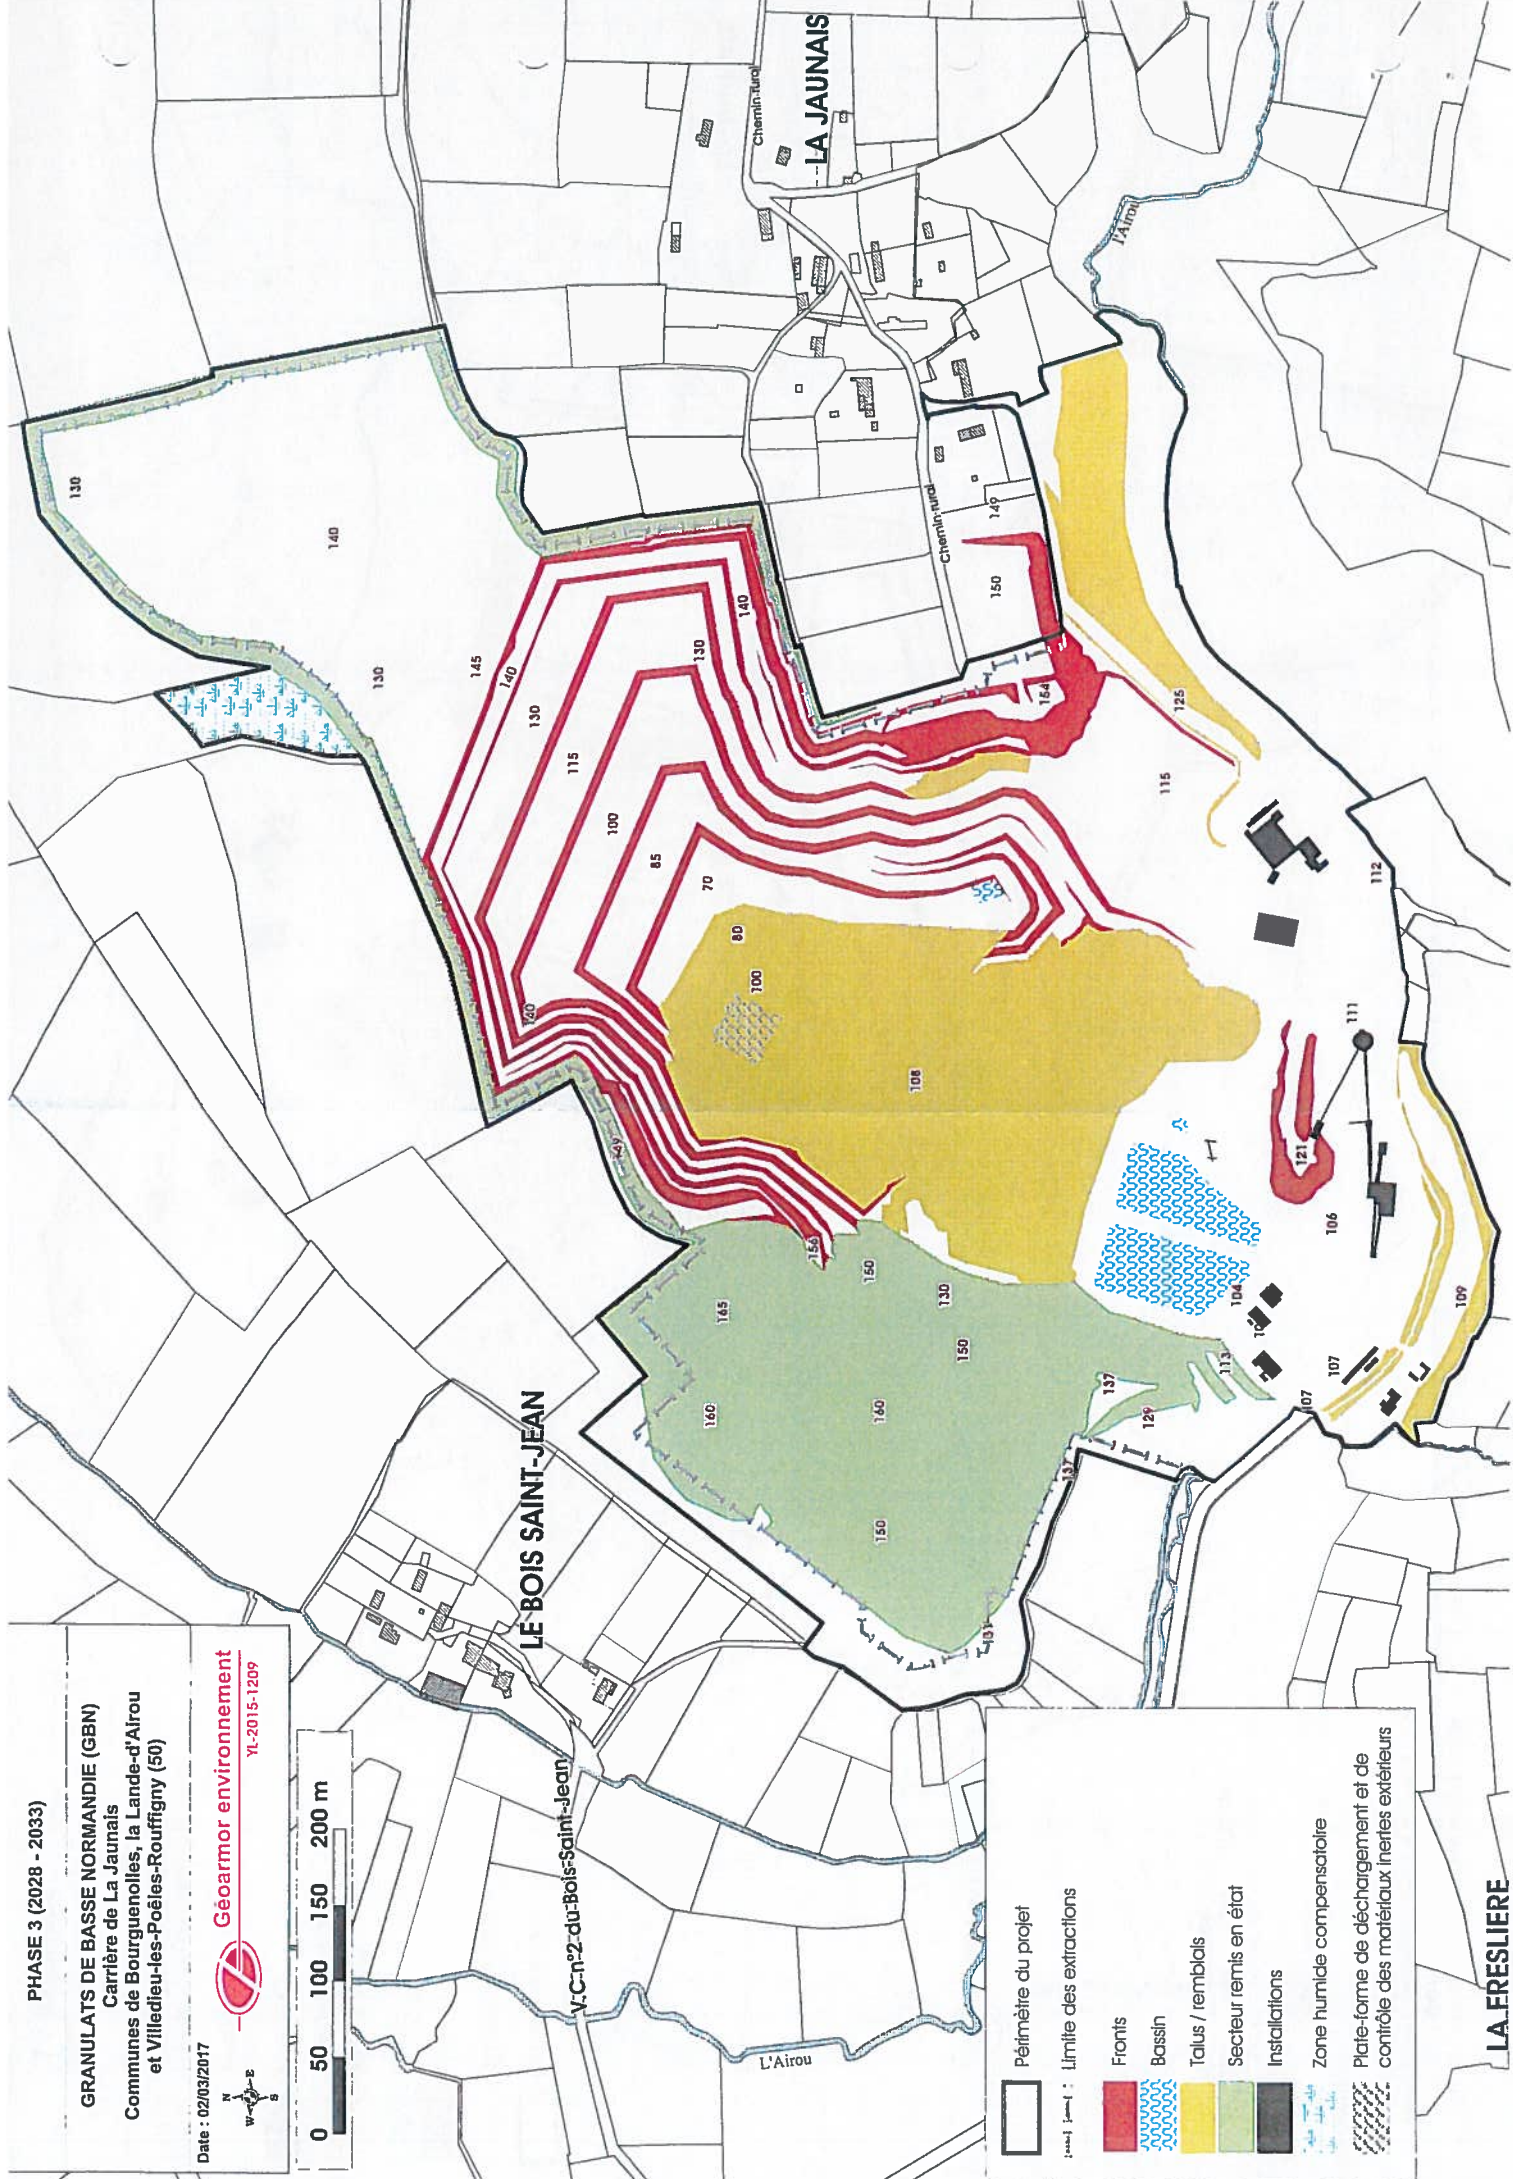 PHASE 3 (2028 - 2033)
GRANULATS DE BASSE NORMANDIE (GBN)
Carrière de La Jaunais
Communes de Bourguenolles, la Lande-d'Airou
et Villedieu-les-Poêles-Rouffigny (50)
Date : 02/03/2017
Géoarmor environnement
YL-2015-1209
N
W
E
S
0
50
100
150
200 m
LE BOIS SAINT-JEAN
V.C.n°2 du Bois-Saint-Jean
L'Airou
LA JAUNAIS
Chemin rural
Chemin rural
l'Airou
LA FRESLIERE
130
140
130
145
140
130
115
100
85
70
140
130
140
149
150
154
125
115
112
80
100
108
140
149
156
150
130
165
150
160
160
150
137
129
113
137
131
104
107
107
106
121
111
109
Périmètre du projet
Limite des extractions
Fronts
Bassin
Talus / remblais
Secteur remis en état
Installations
Zone humide compensatoire
Plate-forme de déchargement et de
contrôle des matériaux inertes extérieurs